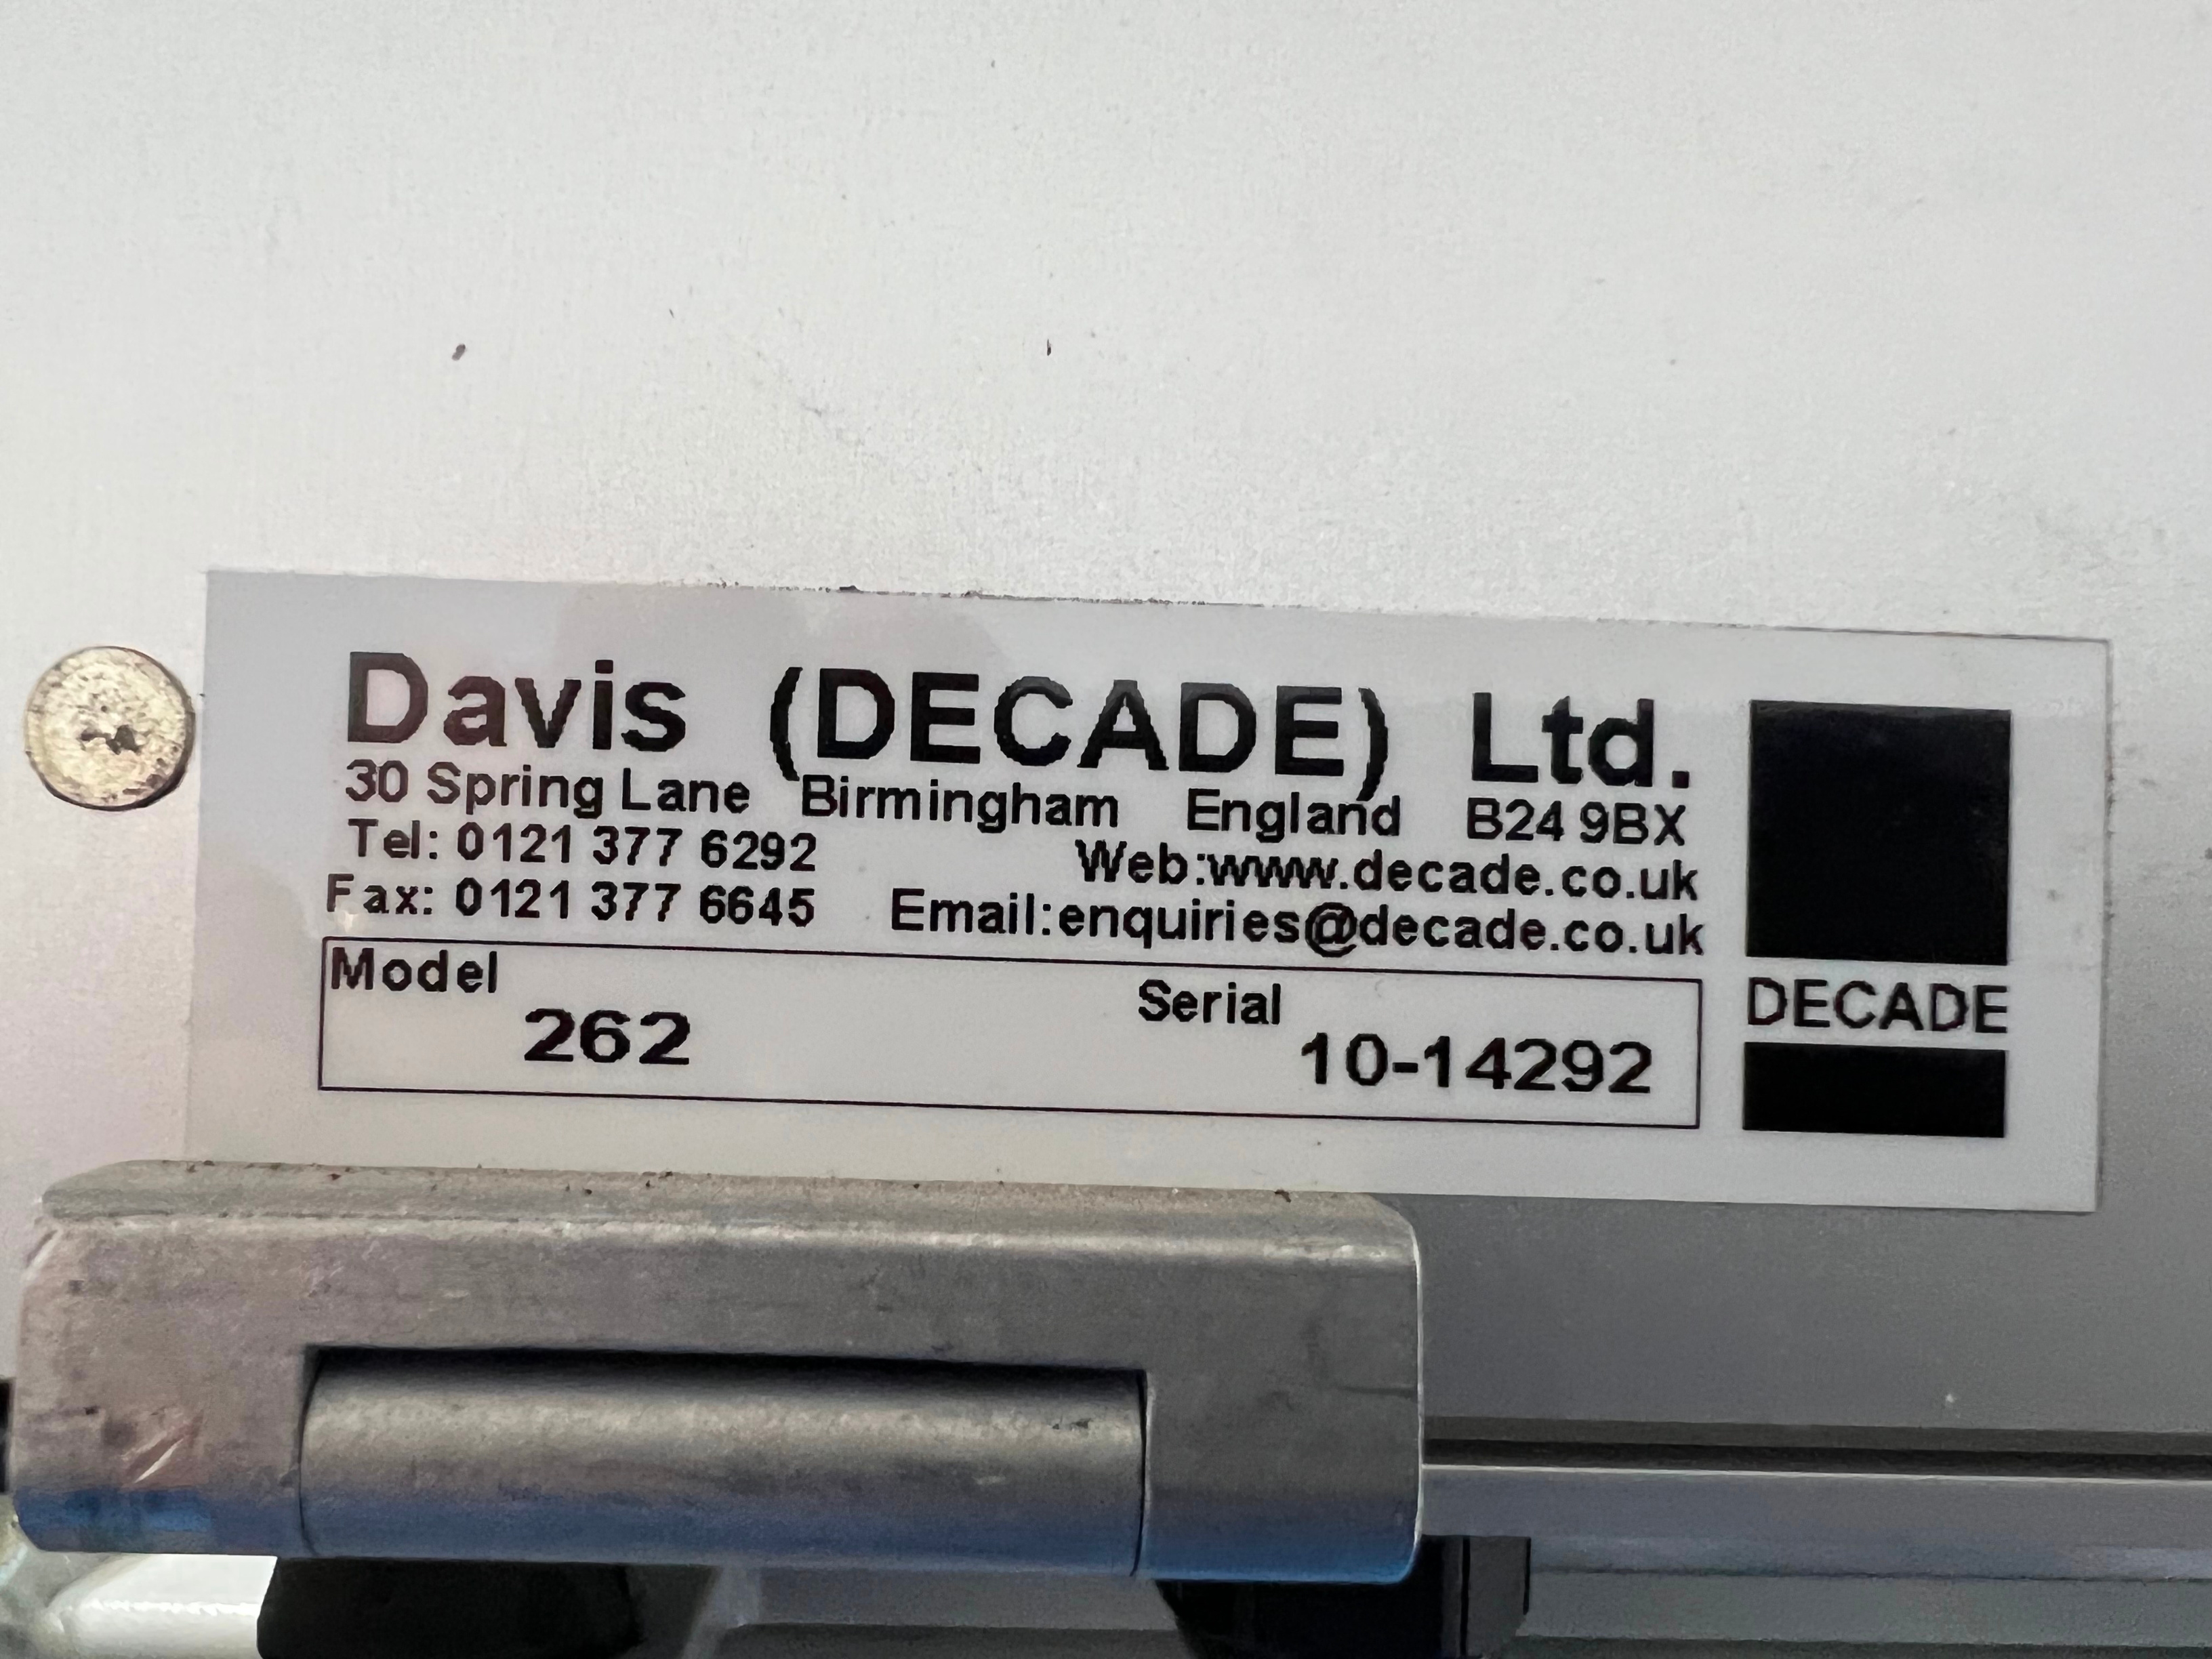 Davis (DECADE) Ltd.
30 Spring Lane Birmingham England B24 9BX
Tel: 0121 377 6292 Web:www.decade.co.uk
Fax: 0121 377 6645 Email:enquiries@decade.co.uk
Model Serial
262 10-14292
DECADE